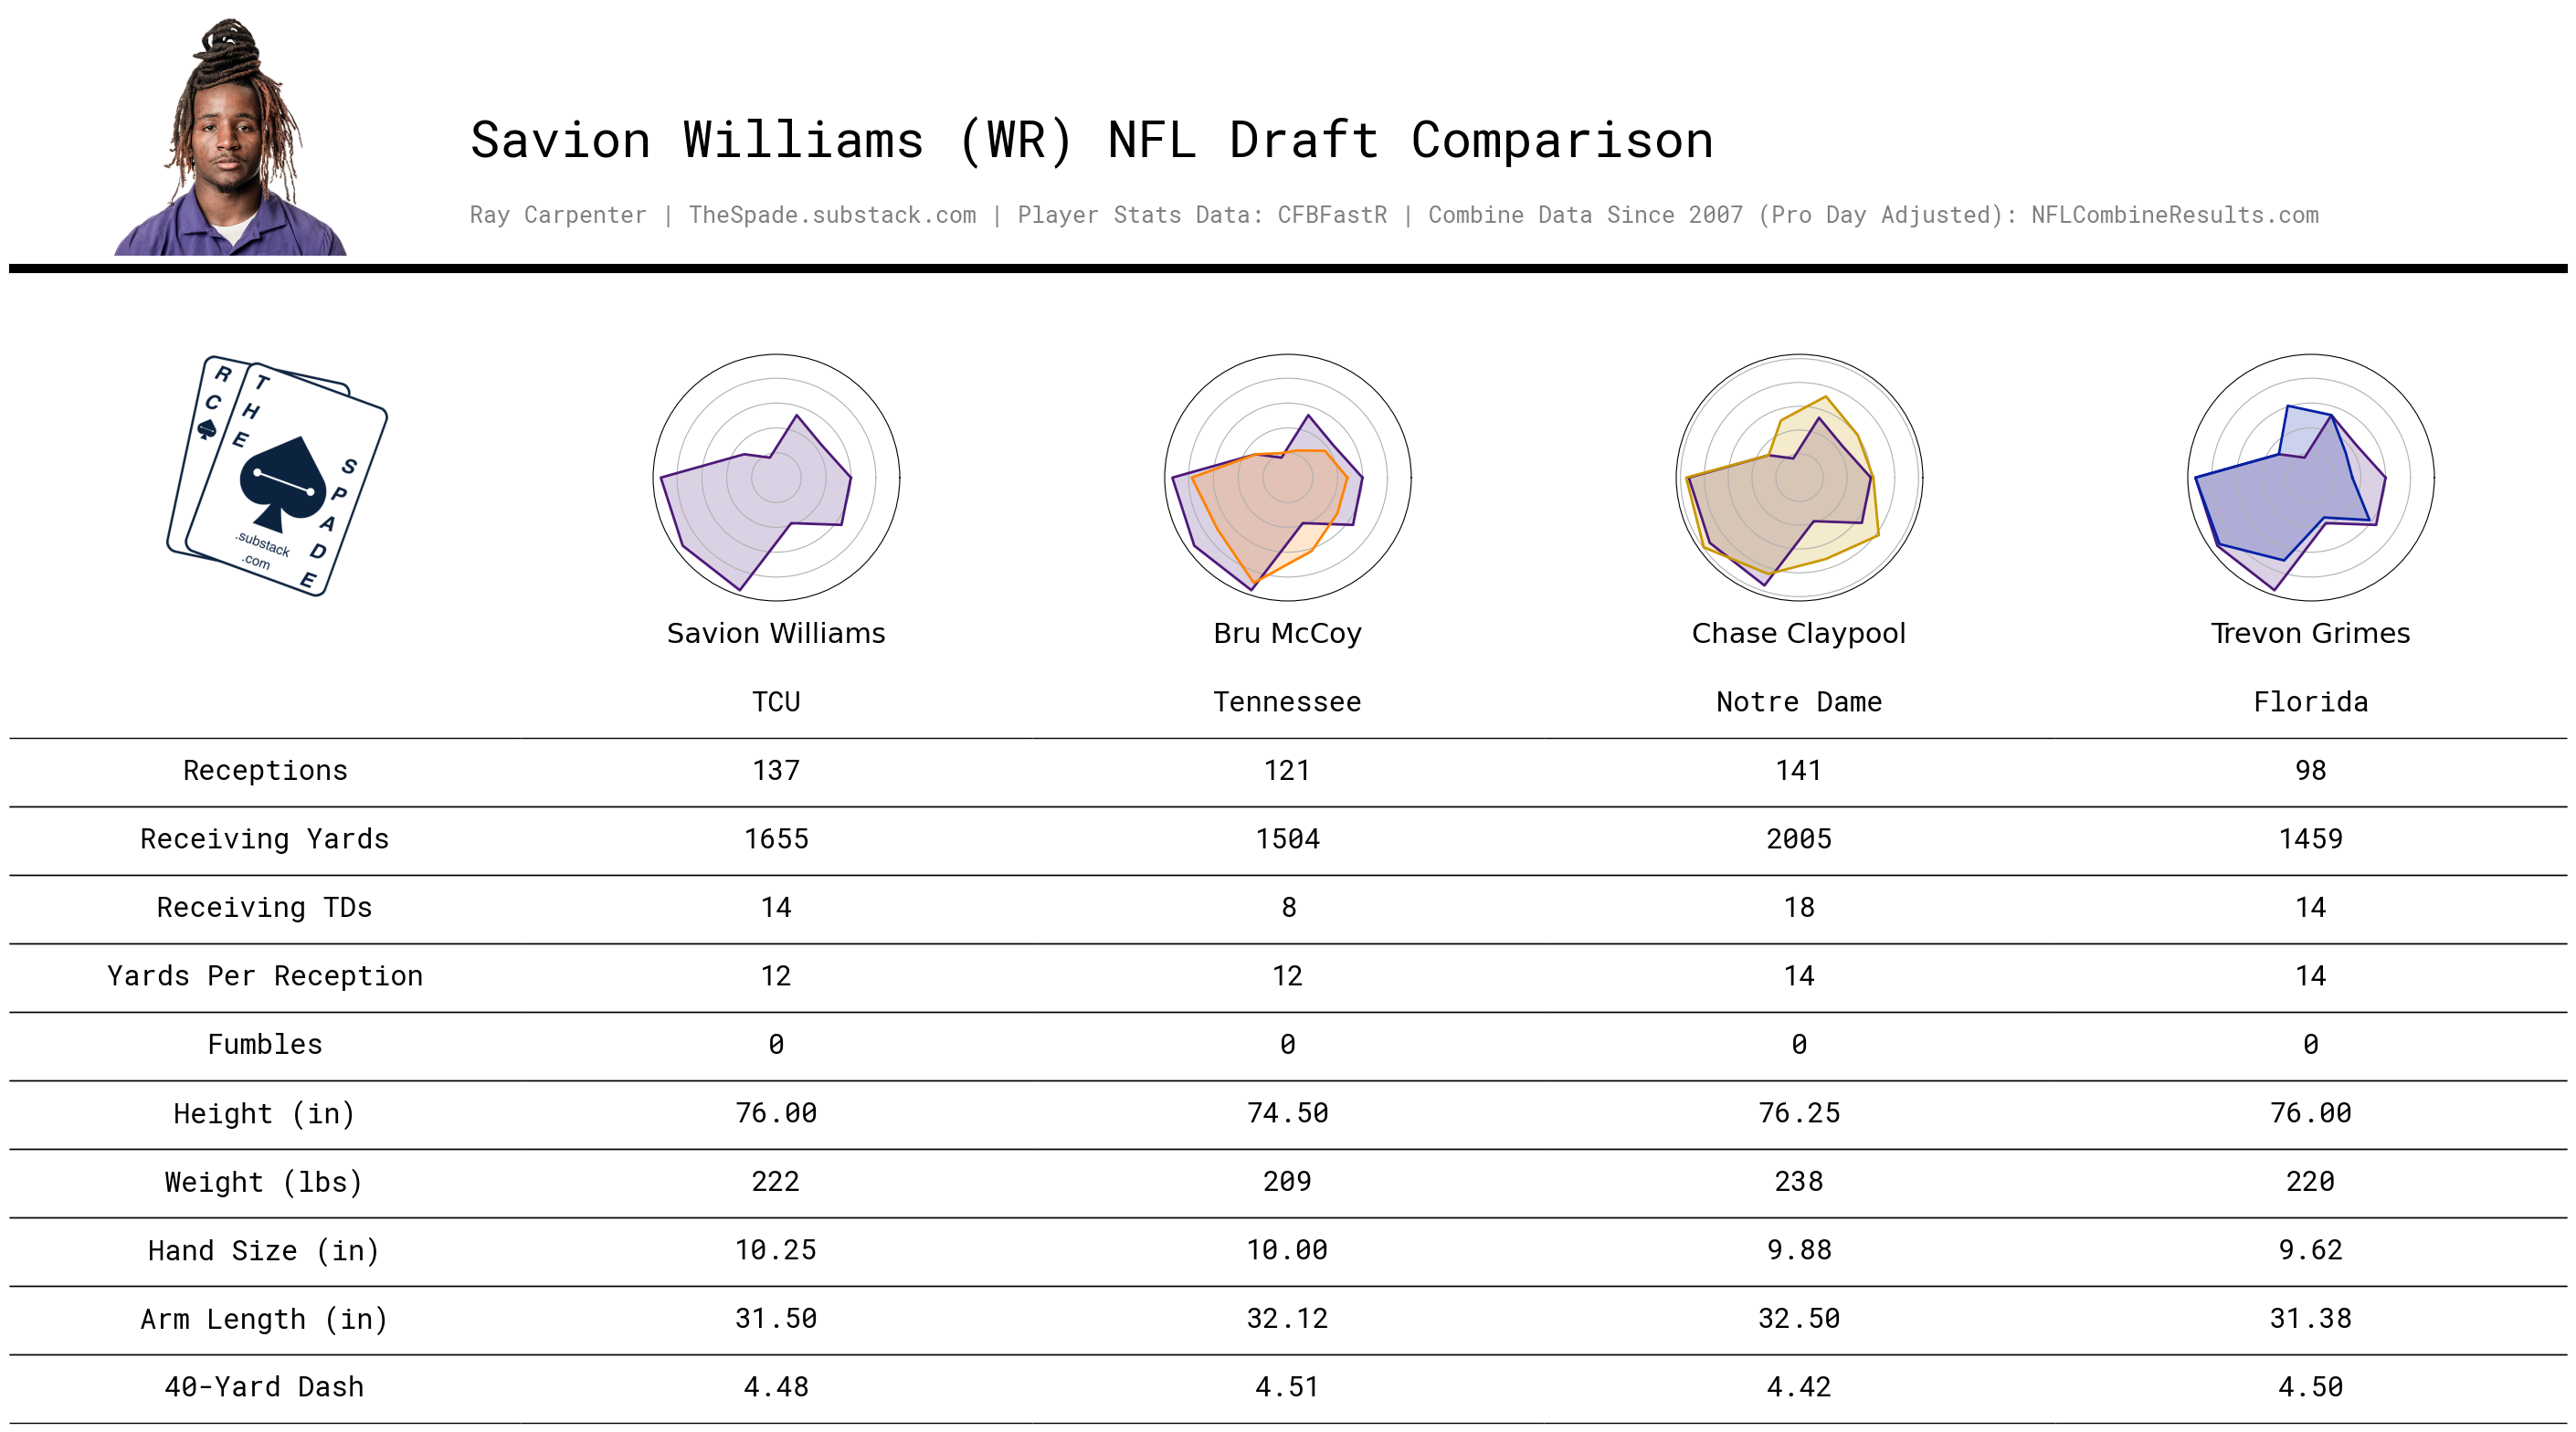 Savion Williams (WR) NFL Draft Comparison
Ray Carpenter | TheSpade.substack.com | Player Stats Data: CFBFastR | Combine Data Since 2007 (Pro Day Adjusted): NFLCombineResults.com
RC
THE
SPADE
.substack
.com
Savion Williams Bru McCoy Chase Claypool Trevon Grimes
TCU Tennessee Notre Dame Florida
Receptions 137 121 141 98
Receiving Yards 1655 1504 2005 1459
Receiving TDs 14 8 18 14
Yards Per Reception 12 12 14 14
Fumbles 0 0 0 0
Height (in) 76.00 74.50 76.25 76.00
Weight (lbs) 222 209 238 220
Hand Size (in) 10.25 10.00 9.88 9.62
Arm Length (in) 31.50 32.12 32.50 31.38
40-Yard Dash 4.48 4.51 4.42 4.50